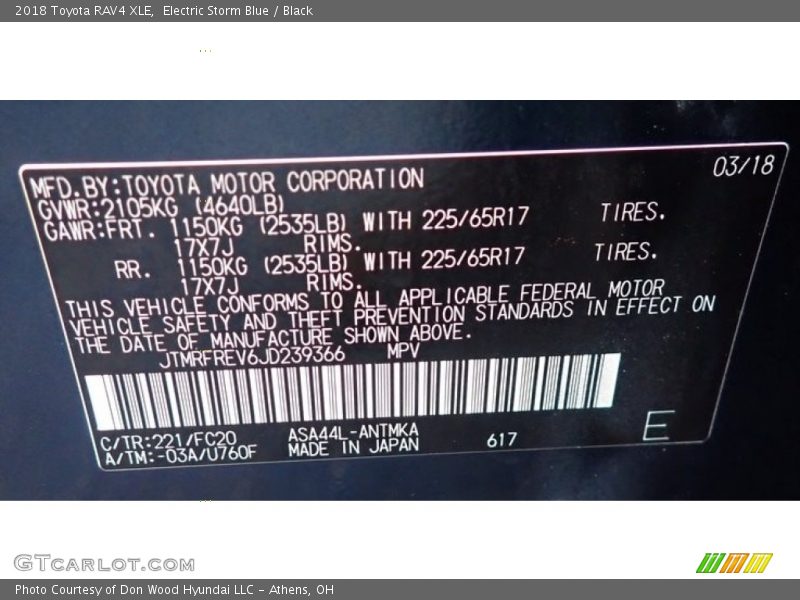 2018 Toyota RAV4 XLE,  Electric Storm Blue / Black
03/18
MFD.BY:TOYOTA MOTOR CORPORATION
GVWR:2105KG (4640LB)
GAWR:FRT. 1150KG (2535LB) WITH 225/65R17 TIRES.
17X7J RIMS.
RR. 1150KG (2535LB) WITH 225/65R17 TIRES.
17X7J RIMS.
THIS VEHICLE CONFORMS TO ALL APPLICABLE FEDERAL MOTOR
VEHICLE SAFETY AND THEFT PREVENTION STANDARDS IN EFFECT ON
THE DATE OF MANUFACTURE SHOWN ABOVE.
JTMRFREV6JD239366 MPV
C/TR:221/FC20 ASA44L-ANTMKA
A/TM:-03A/U760F MADE IN JAPAN 617 E
GTCarLot.com
Photo Courtesy of Don Wood Hyundai LLC - Athens, OH